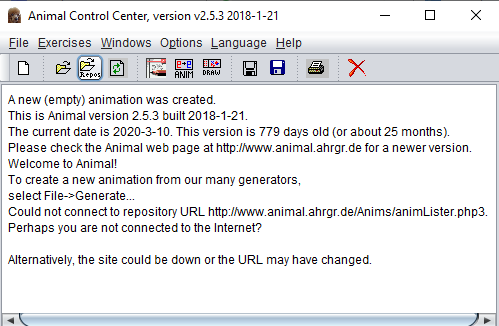 Animal Control Center, version v2.5.3 2018-1-21
File Exercises Windows Options Language Help
Repos ANIM DRAW
A new (empty) animation was created.
This is Animal version 2.5.3 built 2018-1-21.
The current date is 2020-3-10. This version is 779 days old (or about 25 months).
Please check the Animal web page at http://www.animal.ahrgr.de for a newer version.
Welcome to Animal!
To create a new animation from our many generators,
select File->Generate...
Could not connect to repository URL http://www.animal.ahrgr.de/Anims/animLister.php3.
Perhaps you are not connected to the Internet?
Alternatively, the site could be down or the URL may have changed.